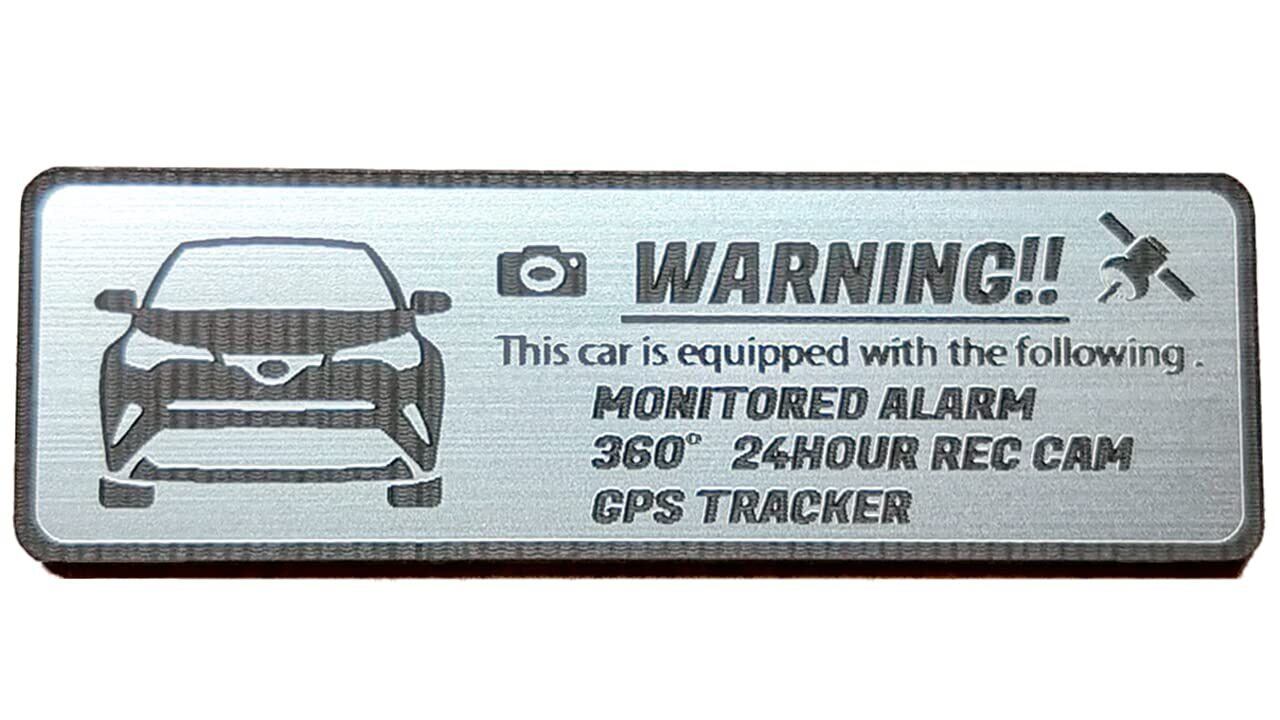 WARNING!!
This car is equipped with the following .
MONITORED ALARM
360° 24HOUR REC CAM
GPS TRACKER